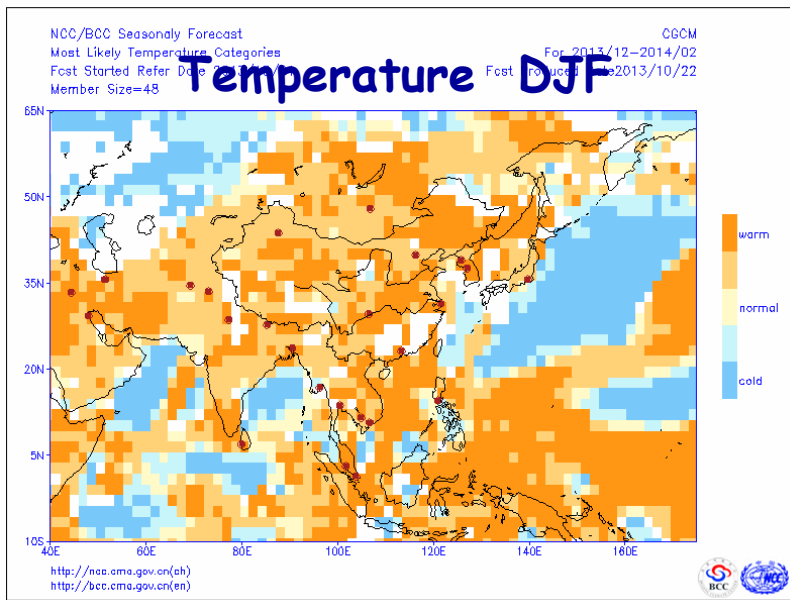 NCC/BCC Seasonaly Forecast CGCM
Most Likely Temperature Categories For 2013/12-2014/02
Temperature DJF
Fcst Started Refer Date Fcst 2013/10/22
Member Size=48
65N
50N
35N
20N
5N
10S
40E 60E 80E 100E 120E 140E 160E
warm
normal
cold
http://ncc.cma.gov.cn(ch)
http://bcc.cma.gov.cn(en)
BCC
NCC